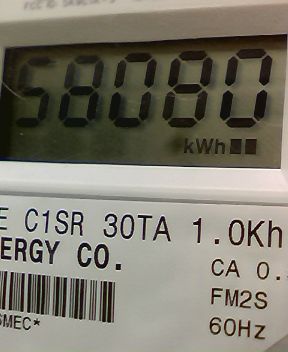 58080
kWh
E C1SR 30TA 1.0Kh
ERGY CO.
CA 0.
FM2S
SMEC*
60Hz